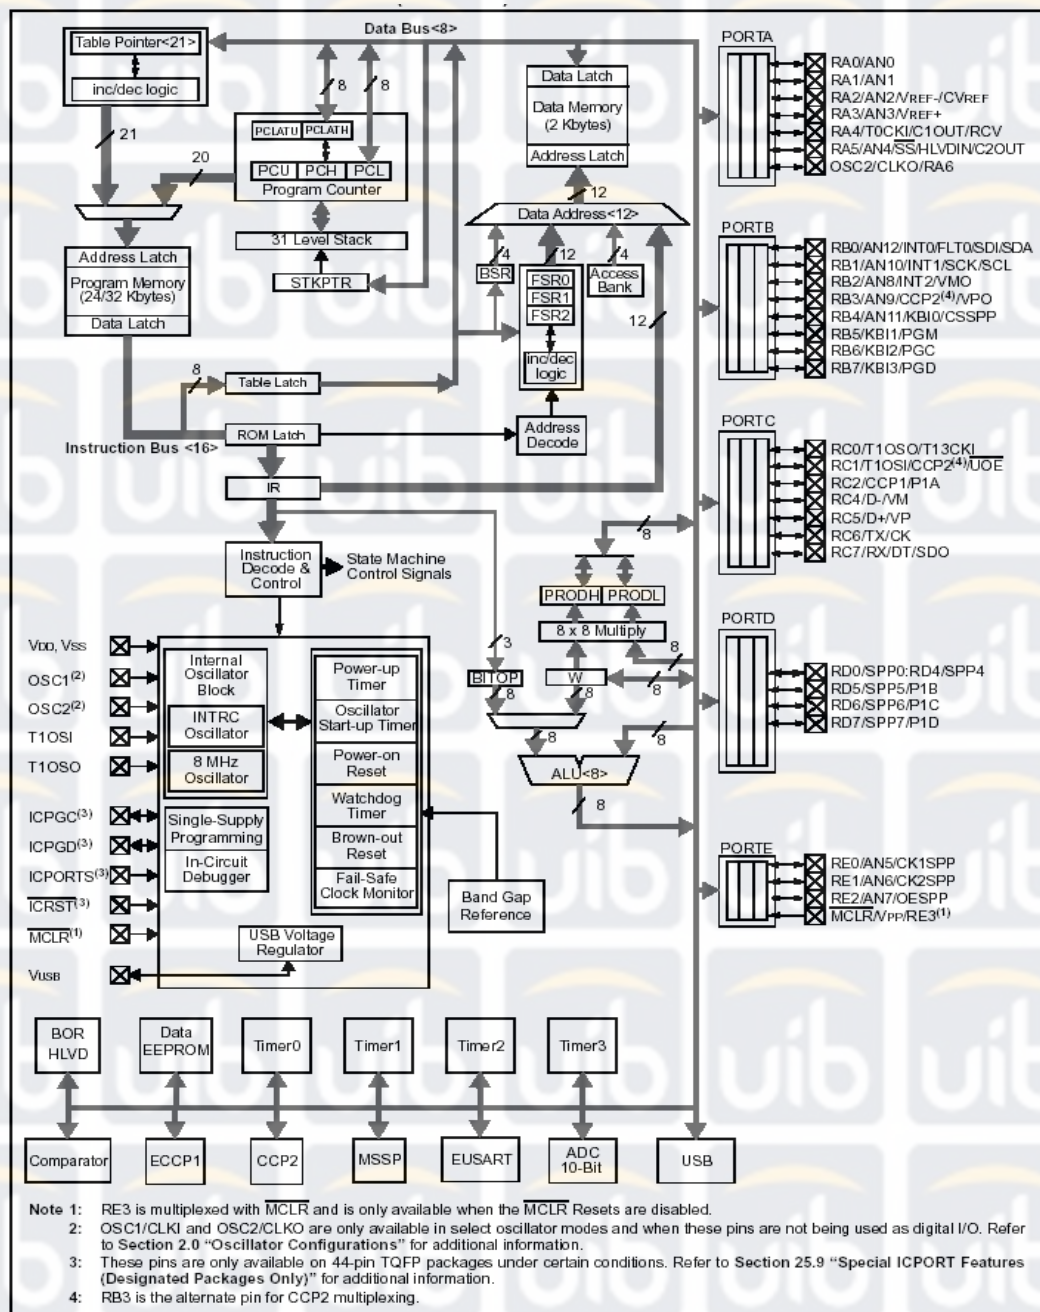 Data Bus<8>
Table Pointer<21>
inc/dec logic
21
20
8
8
PCLATU PCLATH
PCU PCH PCL
Program Counter
31 Level Stack
STKPTR
Address Latch
Program Memory
(24/32 Kbytes)
Data Latch
8
Table Latch
ROM Latch
Instruction Bus <16>
IR
Data Latch
Data Memory
(2 Kbytes)
Address Latch
12
Data Address<12>
4
12
4
BSR
FSR0
FSR1
FSR2
Access
Bank
12
inc/dec
logic
Address
Decode
Instruction
Decode &
Control
State Machine
Control Signals
8
PRODH PRODL
8 x 8 Multiply
3
8
BITOP
W
8
8
8
8
8
ALU<8>
8
VDD, VSS
OSC1(2)
OSC2(2)
T1OSI
T1OSO
ICPGC(3)
ICPGD(3)
ICPORTS(3)
ICRST(3)
MCLR(1)
VUSB
Internal
Oscillator
Block
INTRC
Oscillator
8 MHz
Oscillator
Single-Supply
Programming
In-Circuit
Debugger
Power-up
Timer
Oscillator
Start-up Timer
Power-on
Reset
Watchdog
Timer
Brown-out
Reset
Fail-Safe
Clock Monitor
Band Gap
Reference
USB Voltage
Regulator
PORTA
RA0/AN0
RA1/AN1
RA2/AN2/VREF-/CVREF
RA3/AN3/VREF+
RA4/T0CKI/C1OUT/RCV
RA5/AN4/SS/HLVDIN/C2OUT
OSC2/CLKO/RA6
PORTB
RB0/AN12/INT0/FLT0/SDI/SDA
RB1/AN10/INT1/SCK/SCL
RB2/AN8/INT2/VMO
RB3/AN9/CCP2(4)/VPO
RB4/AN11/KBI0/CSSPP
RB5/KBI1/PGM
RB6/KBI2/PGC
RB7/KBI3/PGD
PORTC
RC0/T1OSO/T13CKI
RC1/T1OSI/CCP2(4)/UOE
RC2/CCP1/P1A
RC4/D-/VM
RC5/D+/VP
RC6/TX/CK
RC7/RX/DT/SDO
PORTD
RD0/SPP0:RD4/SPP4
RD5/SPP5/P1B
RD6/SPP6/P1C
RD7/SPP7/P1D
PORTE
RE0/AN5/CK1SPP
RE1/AN6/CK2SPP
RE2/AN7/OESPP
MCLR/VPP/RE3(1)
BOR
HLVD
Data
EEPROM
Timer0
Timer1
Timer2
Timer3
Comparator
ECCP1
CCP2
MSSP
EUSART
ADC
10-Bit
USB
Note 1: RE3 is multiplexed with MCLR and is only available when the MCLR Resets are disabled.
2: OSC1/CLKI and OSC2/CLKO are only available in select oscillator modes and when these pins are not being used as digital I/O. Refer
to Section 2.0 “Oscillator Configurations” for additional information.
3: These pins are only available on 44-pin TQFP packages under certain conditions. Refer to Section 25.9 “Special ICPORT Features
(Designated Packages Only)” for additional information.
4: RB3 is the alternate pin for CCP2 multiplexing.
uib